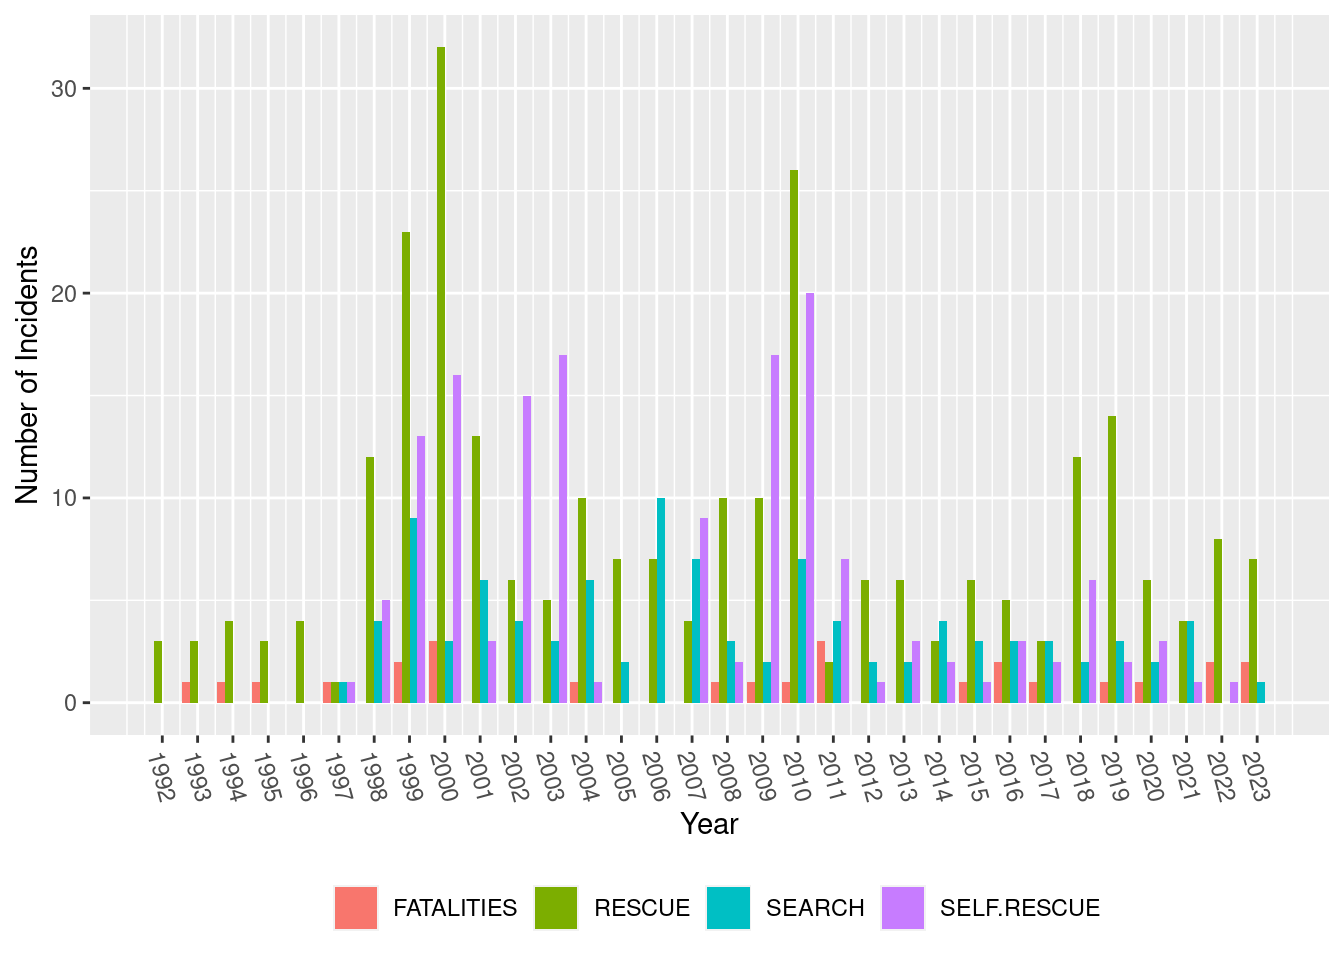 Number of Incidents
30
20
10
0
1992 1993 1994 1995 1996 1997 1998 1999 2000 2001 2002 2003 2004 2005 2006 2007 2008 2009 2010 2011 2012 2013 2014 2015 2016 2017 2018 2019 2020 2021 2022 2023
Year
FATALITIES RESCUE SEARCH SELF.RESCUE